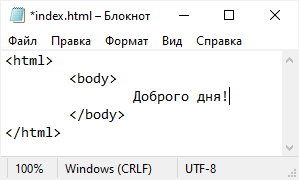 *index.html – Блокнот
Файл Правка Формат Вид Справка
<html>
<body>
Доброго дня!
</body>
</html>
100% Windows (CRLF) UTF-8